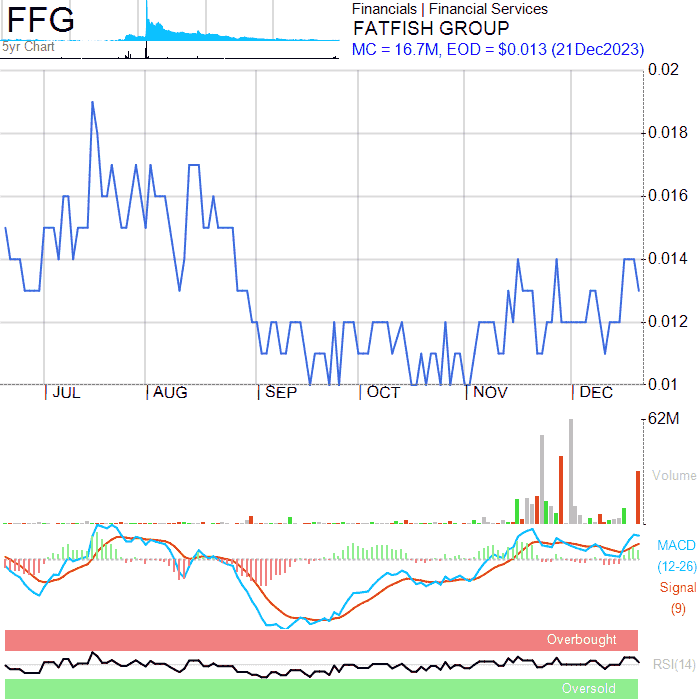 FFG
5yr Chart
Financials | Financial Services
FATFISH GROUP
MC = 16.7M, EOD = $0.013 (21Dec2023)
0.02
0.018
0.016
0.014
0.012
0.01
JUL AUG SEP OCT NOV DEC
62M
Volume
MACD
(12-26)
Signal
(9)
Overbought
RSI(14)
Oversold